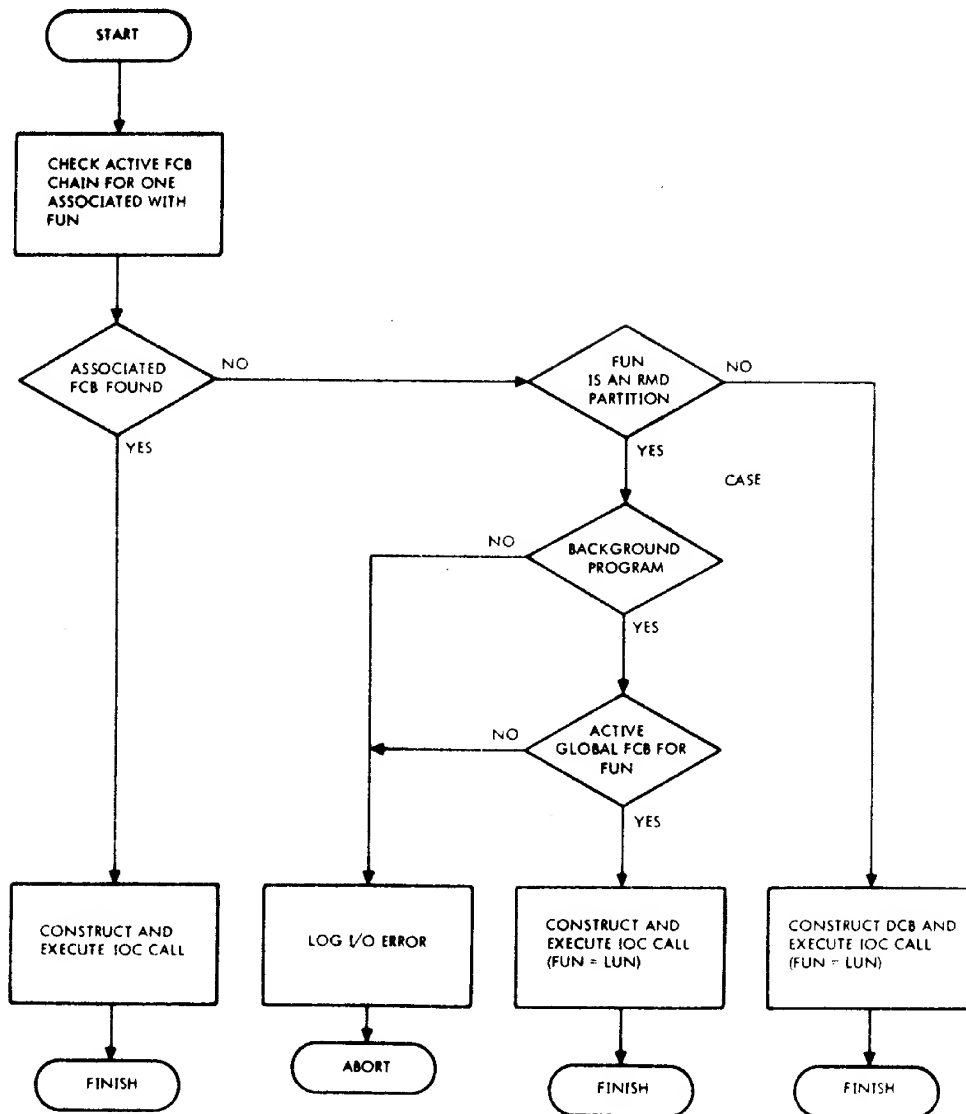 START
CHECK ACTIVE FCB
CHAIN FOR ONE
ASSOCIATED WITH
FUN
ASSOCIATED
FCB FOUND
NO
YES
FUN
IS AN RMD
PARTITION
NO
YES
CASE
BACKGROUND
PROGRAM
NO
YES
ACTIVE
GLOBAL FCB FOR
FUN
NO
YES
CONSTRUCT AND
EXECUTE IOC CALL
LOG I/O ERROR
CONSTRUCT AND
EXECUTE IOC CALL
(FUN = LUN)
CONSTRUCT DCB AND
EXECUTE IOC CALL
(FUN = LUN)
FINISH
ABORT
FINISH
FINISH